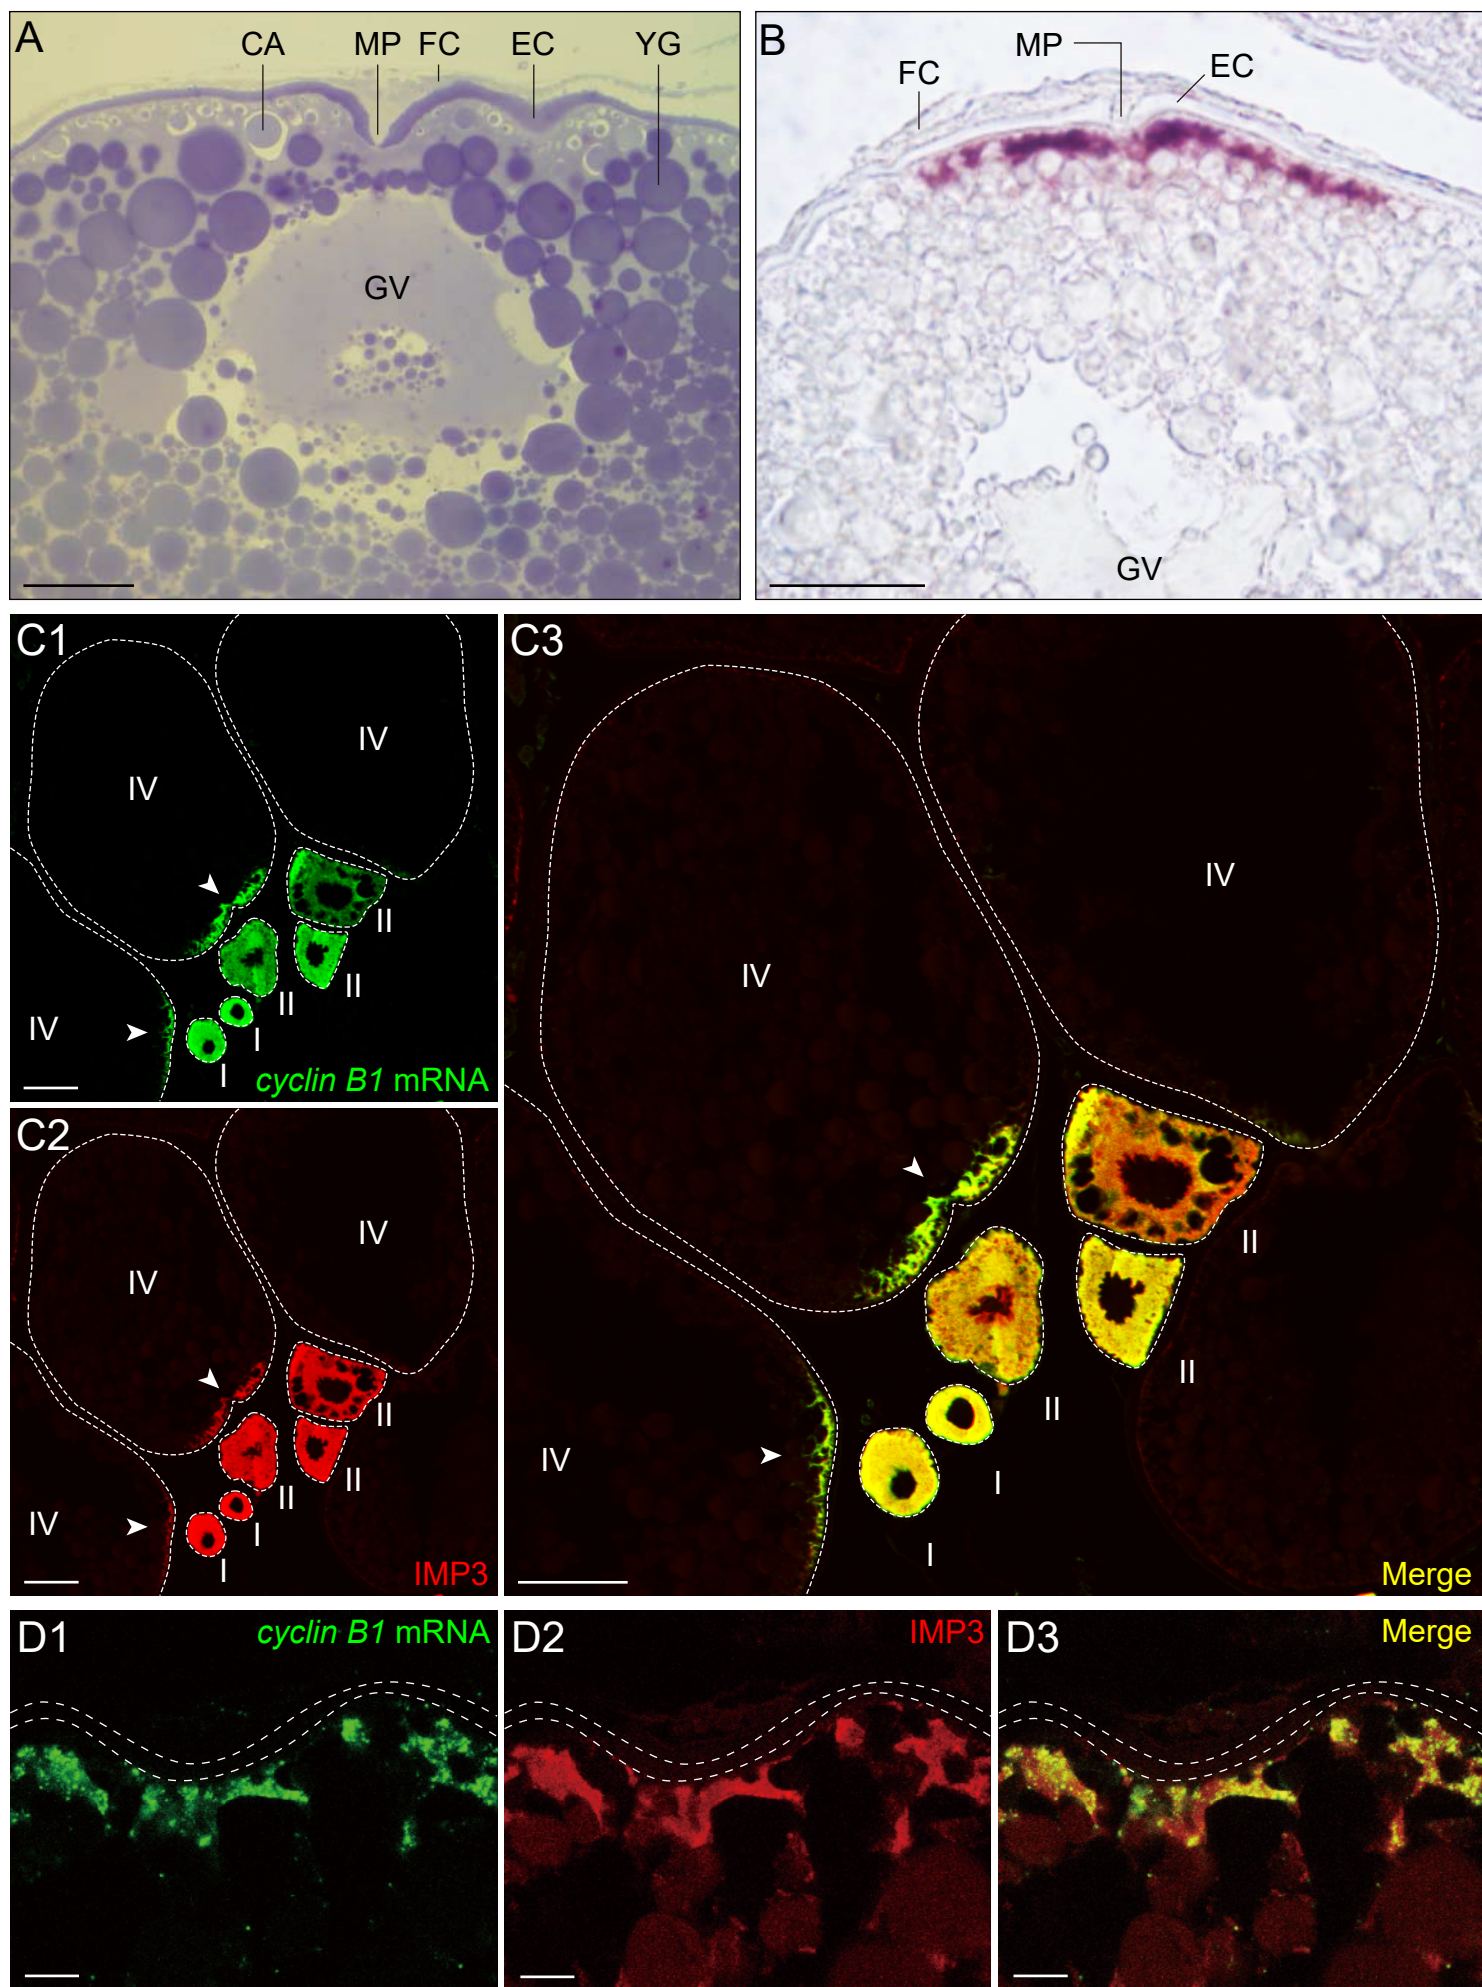 A
CA MP FC EC YG
GV
B
MP
FC EC
GV
C1
IV
IV
II
II
II
IV
I
I
cyclin B1 mRNA
C2
IV
IV
II
II
II
IV
I
I
IMP3
C3
IV
IV
II
II
II
IV
I
I
Merge
D1 cyclin B1 mRNA
D2 IMP3
D3 Merge